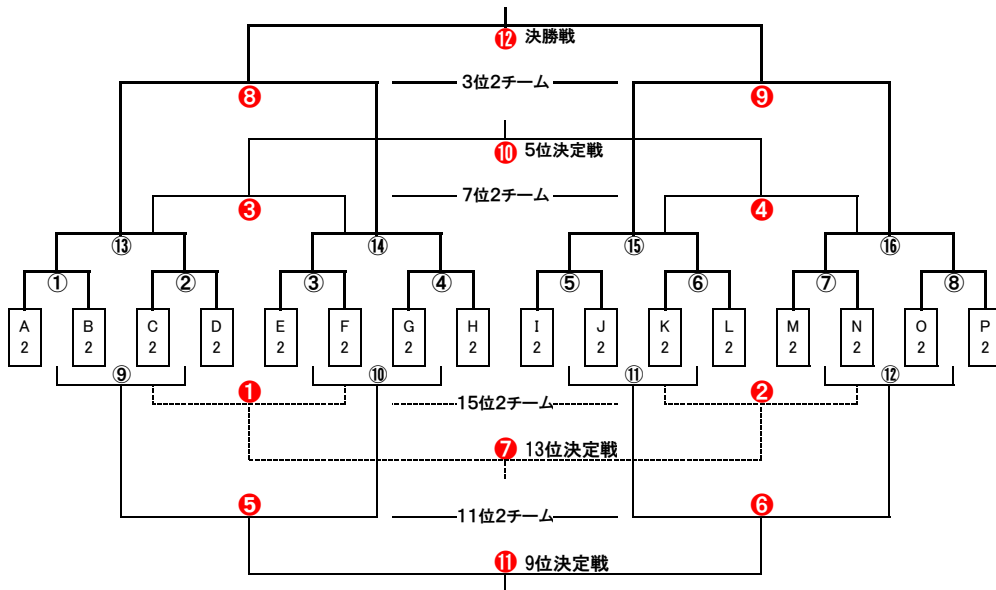 ⓬ 決勝戦
3位2チーム
❽ ❾
❿ 5位決定戦
7位2チーム
❸ ❹
⑬ ⑭ ⑮ ⑯
① ② ③ ④ ⑤ ⑥ ⑦ ⑧
A B C D E F G H I J K L M N O P
2 2 2 2 2 2 2 2 2 2 2 2 2 2 2 2
⑨ ⑩ ⑪ ⑫
❶ ❷
15位2チーム
❼ 13位決定戦
❺ ❻
11位2チーム
⓫ 9位決定戦